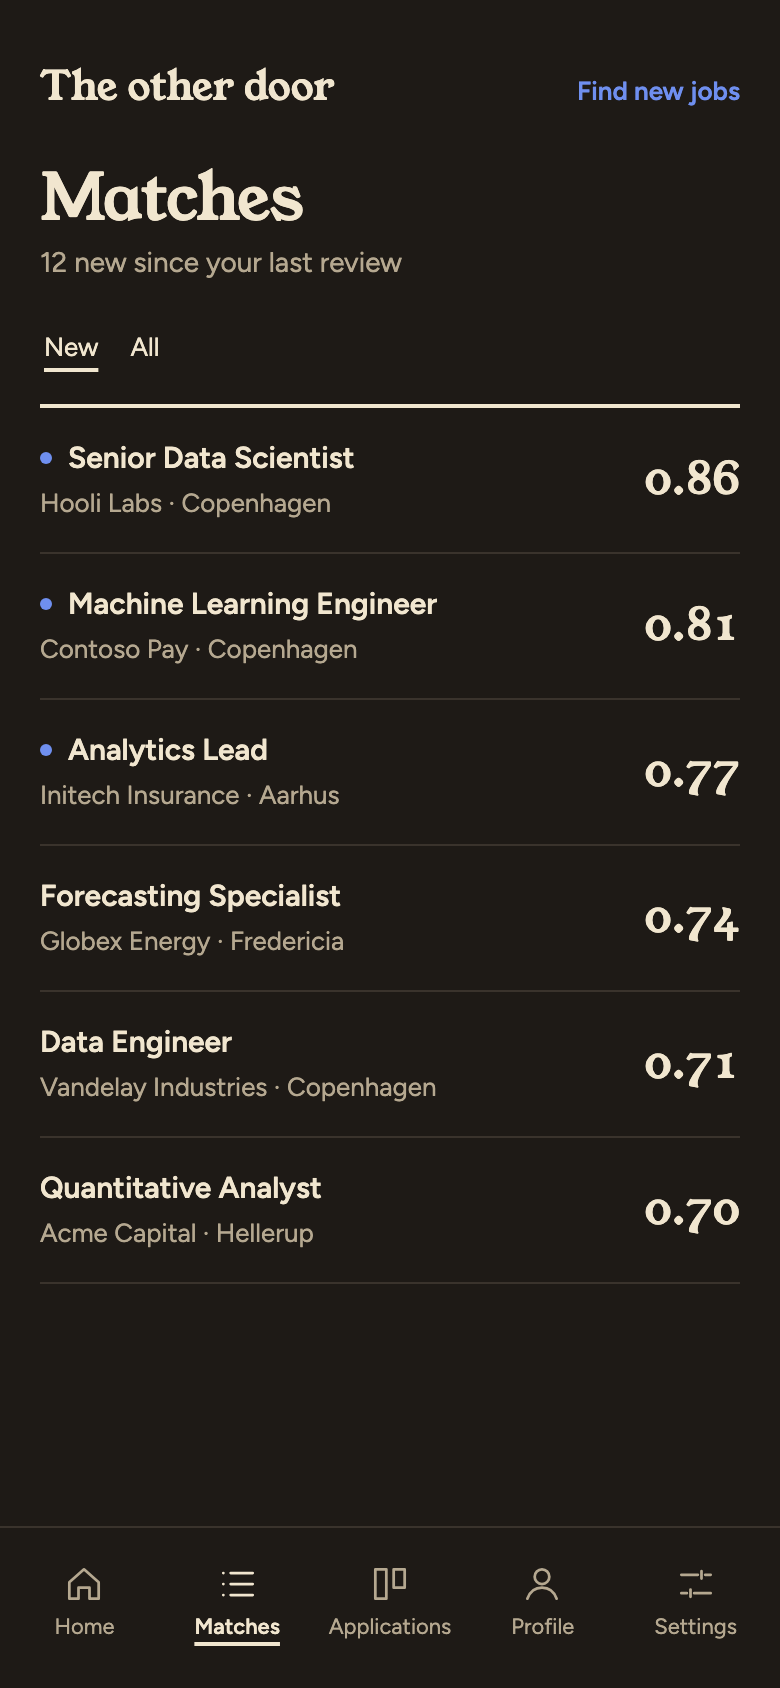 The other door
Find new jobs
Matches
12 new since your last review
New All
Senior Data Scientist
Hooli Labs · Copenhagen
0.86
Machine Learning Engineer
Contoso Pay · Copenhagen
0.81
Analytics Lead
Initech Insurance · Aarhus
0.77
Forecasting Specialist
Globex Energy · Fredericia
0.74
Data Engineer
Vandelay Industries · Copenhagen
0.71
Quantitative Analyst
Acme Capital · Hellerup
0.70
Home Matches Applications Profile Settings